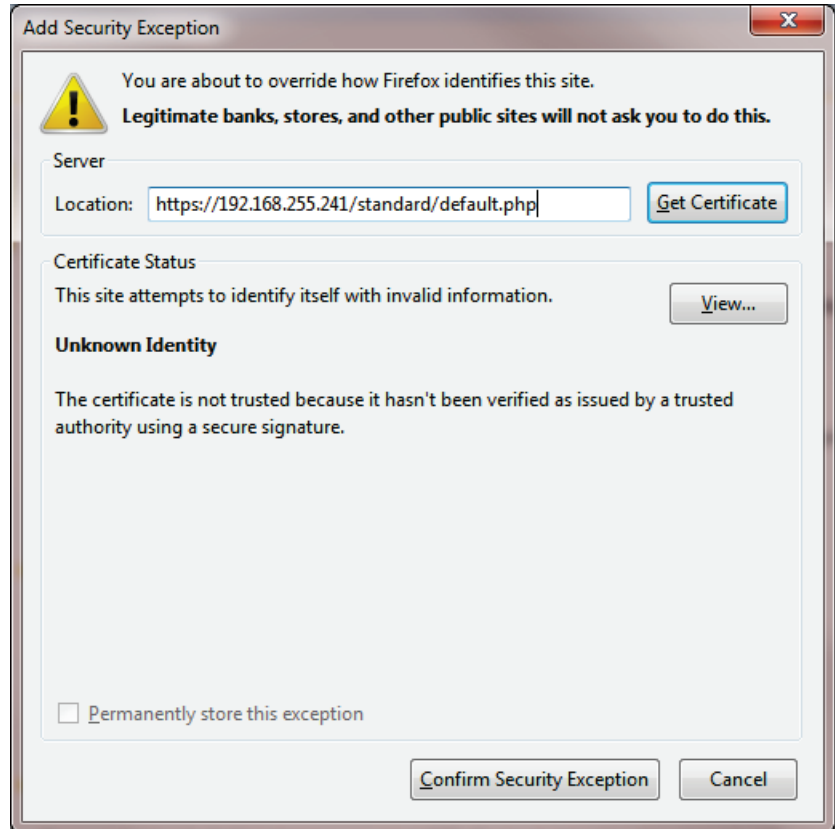 Add Security Exception
You are about to override how Firefox identifies this site.
Legitimate banks, stores, and other public sites will not ask you to do this.
Server
Location: https://192.168.255.241/standard/default.php Get Certificate
Certificate Status
This site attempts to identify itself with invalid information. View...
Unknown Identity
The certificate is not trusted because it hasn't been verified as issued by a trusted
authority using a secure signature.
Permanently store this exception
Confirm Security Exception Cancel